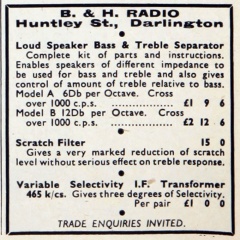 B. & H. RADIO
Huntley St., Darlington
Loud Speaker Bass & Treble Separator
Complete kit of parts and instructions.
Enables speakers of different impedance to
be used for bass and treble and also gives
control of amount of treble relative to bass.
Model A 6Db per Octave. Cross
over 1000 c.p.s. £1 9 6
Model B 12Db per Octave. Cross
over 1000 c.p.s. £2 12 6
Scratch Filter 15 0
Gives a very marked reduction of scratch
level without serious effect on treble response.
Variable Selectivity I.F. Transformer
465 k/cs. Gives three degrees of Selectivity.
Per pair £1 0 0
TRADE ENQUIRIES INVITED.